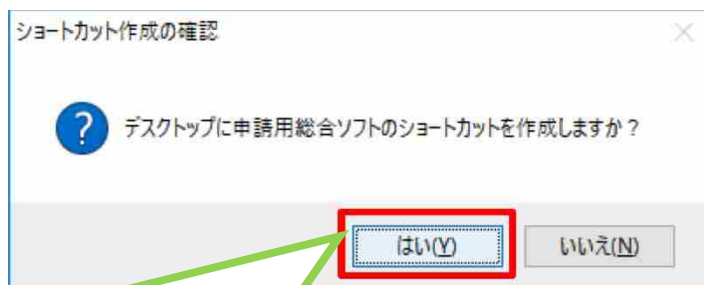 ショートカット作成の確認
デスクトップに申請用総合ソフトのショートカットを作成しますか？
はい(Y) いいえ(N)